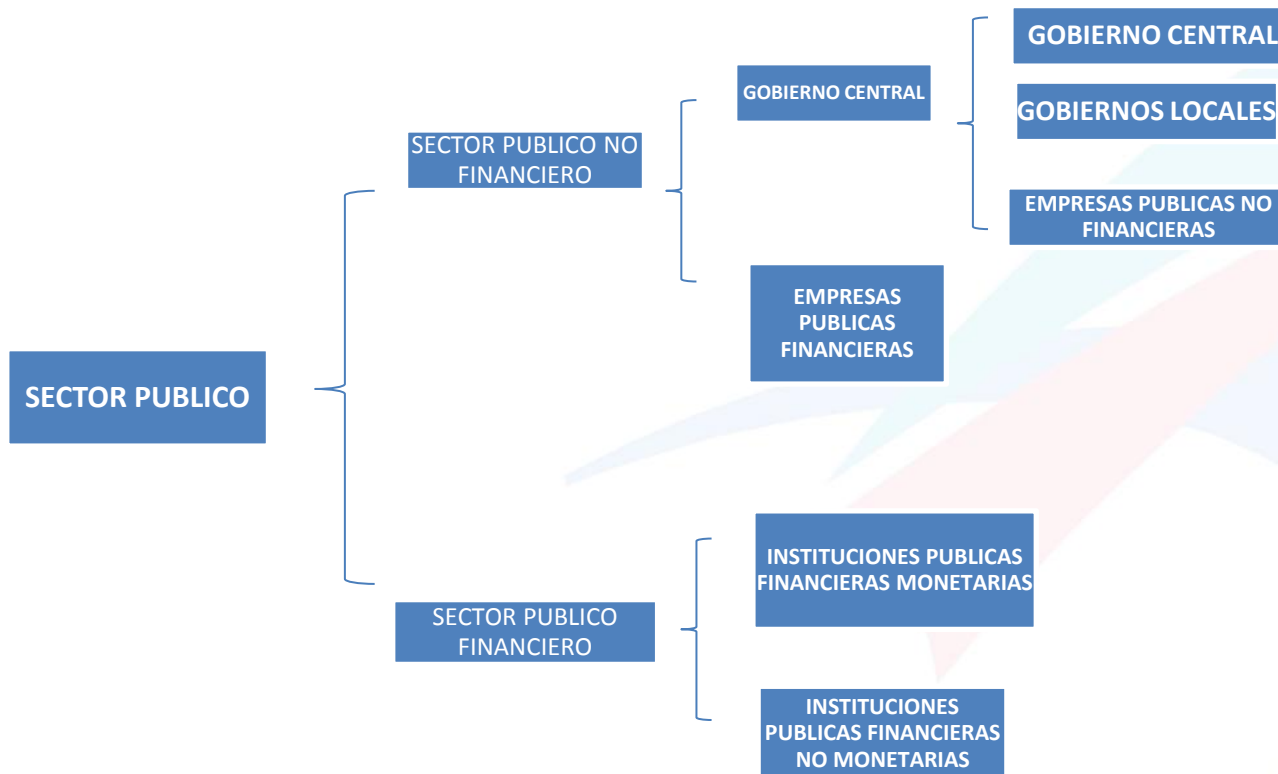 GOBIERNO CENTRAL
GOBIERNO CENTRAL
GOBIERNOS LOCALES
SECTOR PUBLICO NO
FINANCIERO
EMPRESAS PUBLICAS NO
FINANCIERAS
EMPRESAS
PUBLICAS
FINANCIERAS
SECTOR PUBLICO
INSTITUCIONES PUBLICAS
FINANCIERAS MONETARIAS
SECTOR PUBLICO
FINANCIERO
INSTITUCIONES
PUBLICAS FINANCIERAS
NO MONETARIAS